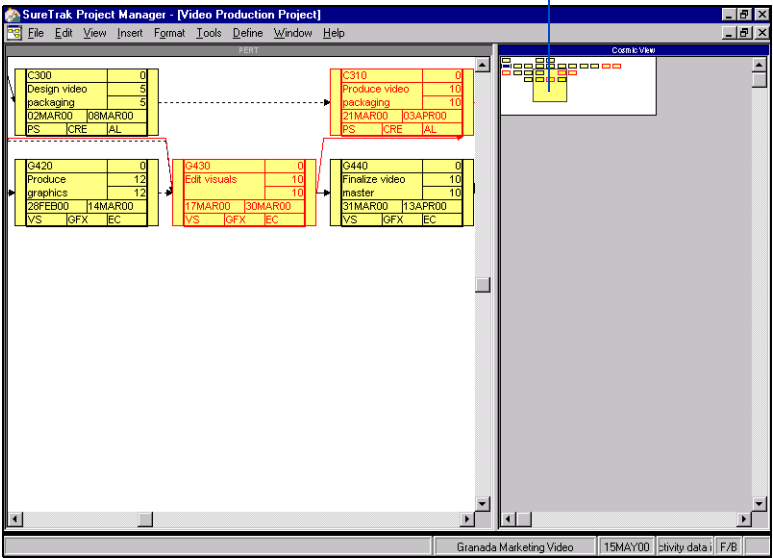 SureTrak Project Manager - [Video Production Project]
File Edit View Insert Format Tools Define Window Help
PERT
Cosmic View
C300 0
Design video 5
packaging 5
02MAR00 08MAR00
PS CRE AL
C310 0
Produce video 10
packaging 10
21MAR00 03APR00
PS CRE AL
G420 0
Produce 12
graphics 12
28FEB00 14MAR00
VS GFX EC
G430 0
Edit visuals 10
10
17MAR00 30MAR00
VS GFX EC
G440 0
Finalize video 10
master 10
31MAR00 13APR00
VS GFX EC
Granada Marketing Video 15MAY00 ctivity data i F/B